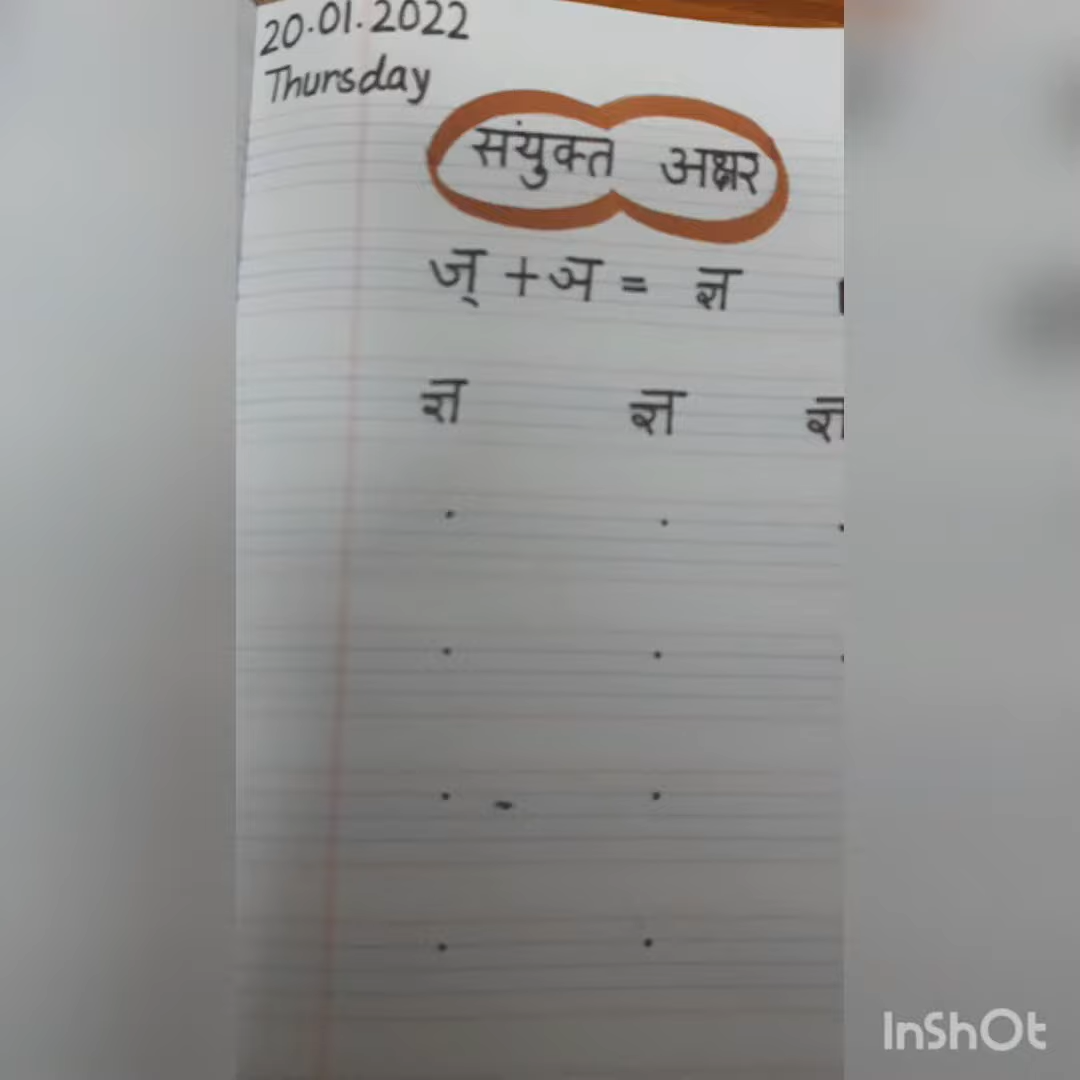 20.01.2022
Thursday
संयुक्त अक्षर
ज् + ञ = ज्ञ
ज्ञ ज्ञ ज्ञ
InShOt